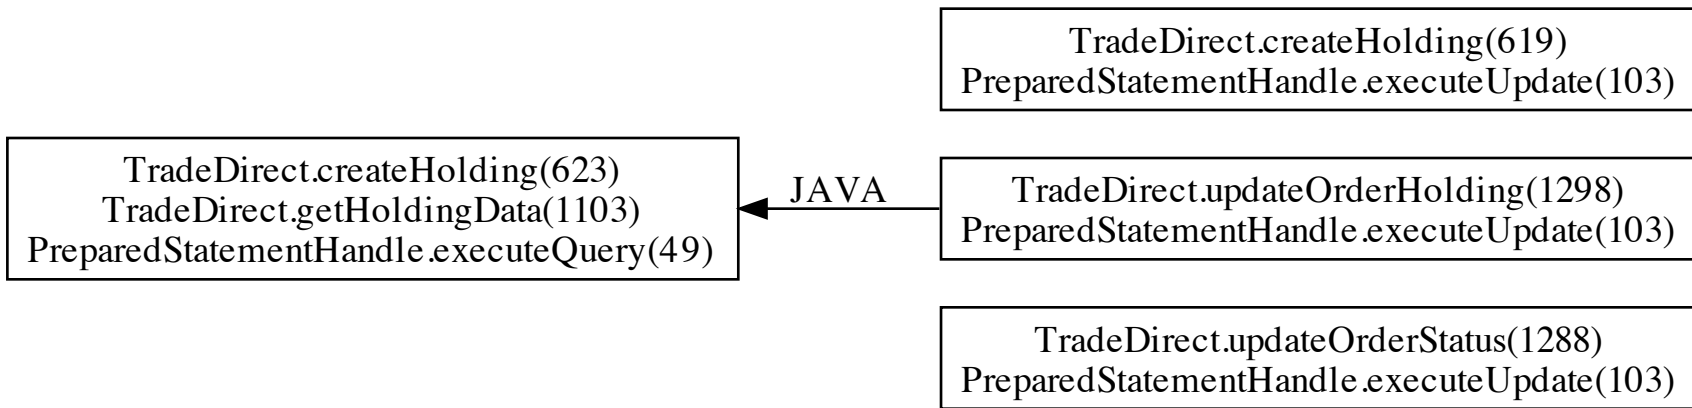 TradeDirect.createHolding(619)
PreparedStatementHandle.executeUpdate(103)
TradeDirect.createHolding(623)
TradeDirect.getHoldingData(1103)
PreparedStatementHandle.executeQuery(49)
JAVA
TradeDirect.updateOrderHolding(1298)
PreparedStatementHandle.executeUpdate(103)
TradeDirect.updateOrderStatus(1288)
PreparedStatementHandle.executeUpdate(103)